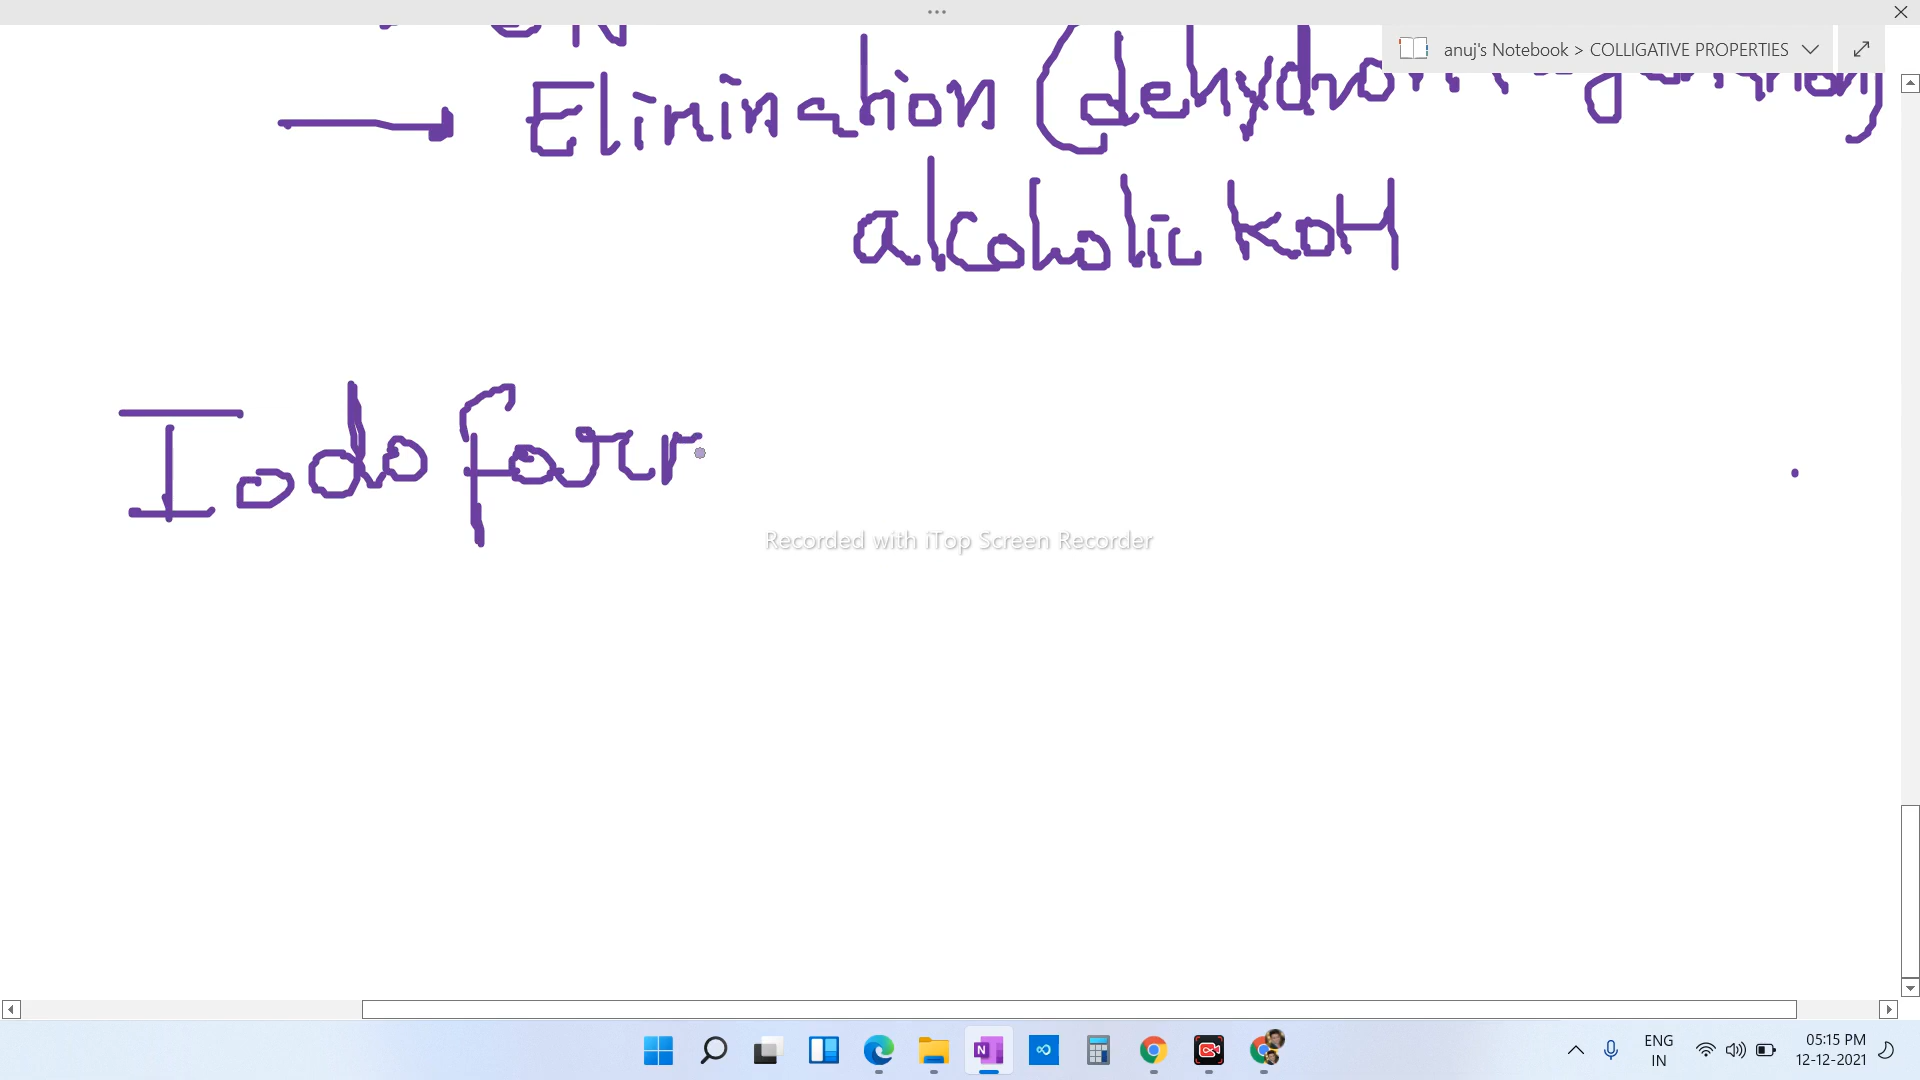 anuj's Notebook > COLLIGATIVE PROPERTIES
Elimination (dehydrohalogenation)
alcoholic KOH
Iodoform
Recorded with iTop Screen Recorder
ENG
IN
05:15 PM
12-12-2021